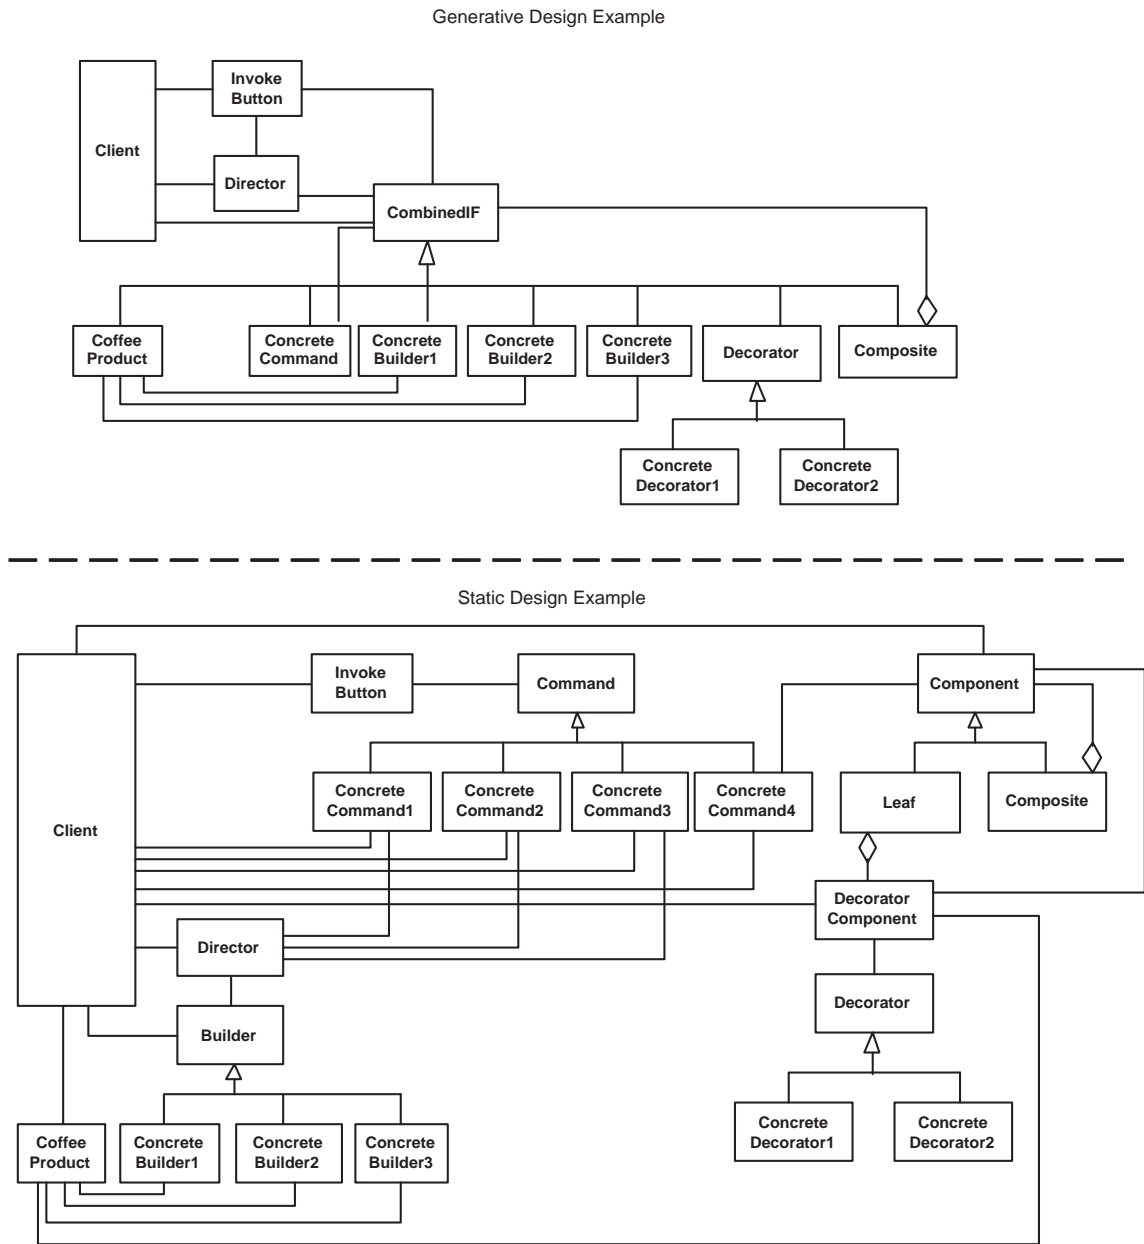 Generative Design Example
Invoke
Button
Client
Director
CombinedIF
Coffee
Product
Concrete
Command
Concrete
Builder1
Concrete
Builder2
Concrete
Builder3
Decorator
Composite
Concrete
Decorator1
Concrete
Decorator2
Static Design Example
Invoke
Button
Command
Component
Concrete
Command1
Concrete
Command2
Concrete
Command3
Concrete
Command4
Leaf
Composite
Client
Decorator
Component
Director
Decorator
Builder
Concrete
Decorator1
Concrete
Decorator2
Coffee
Product
Concrete
Builder1
Concrete
Builder2
Concrete
Builder3